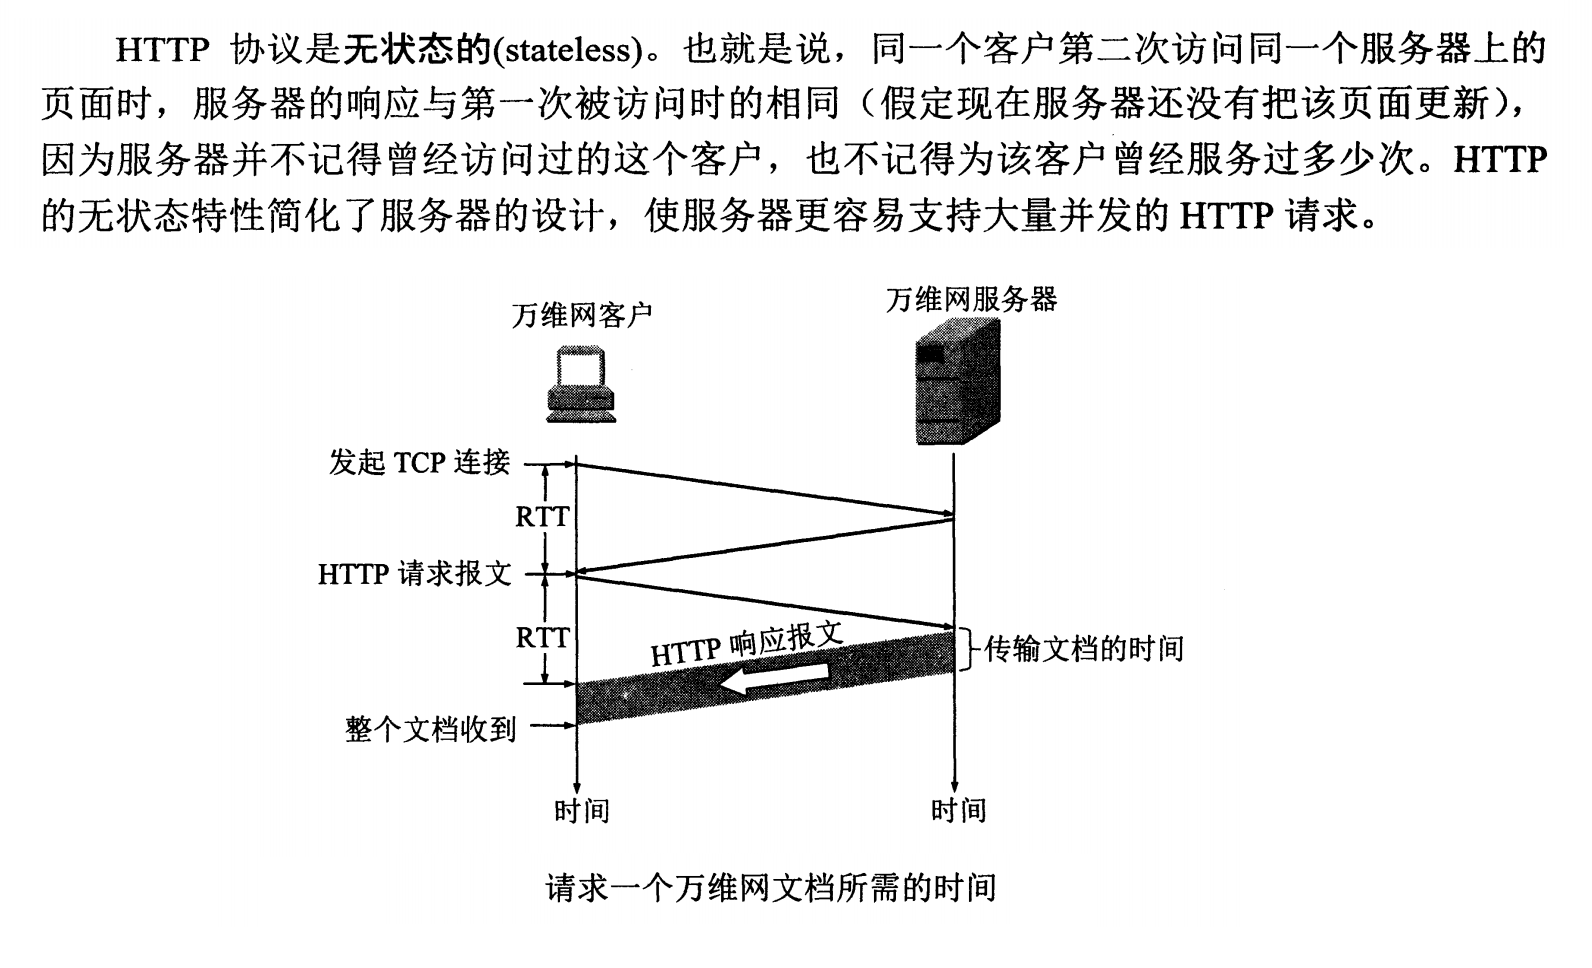 HTTP 协议是无状态的(stateless)。也就是说，同一个客户第二次访问同一个服务器上的
页面时，服务器的响应与第一次被访问时的相同（假定现在服务器还没有把该页面更新），
因为服务器并不记得曾经访问过的这个客户，也不记得为该客户曾经服务过多少次。HTTP
的无状态特性简化了服务器的设计，使服务器更容易支持大量并发的 HTTP 请求。
万维网客户
万维网服务器
发起 TCP 连接
RTT
HTTP 请求报文
RTT
HTTP 响应报文
传输文档的时间
整个文档收到
时间
时间
请求一个万维网文档所需的时间